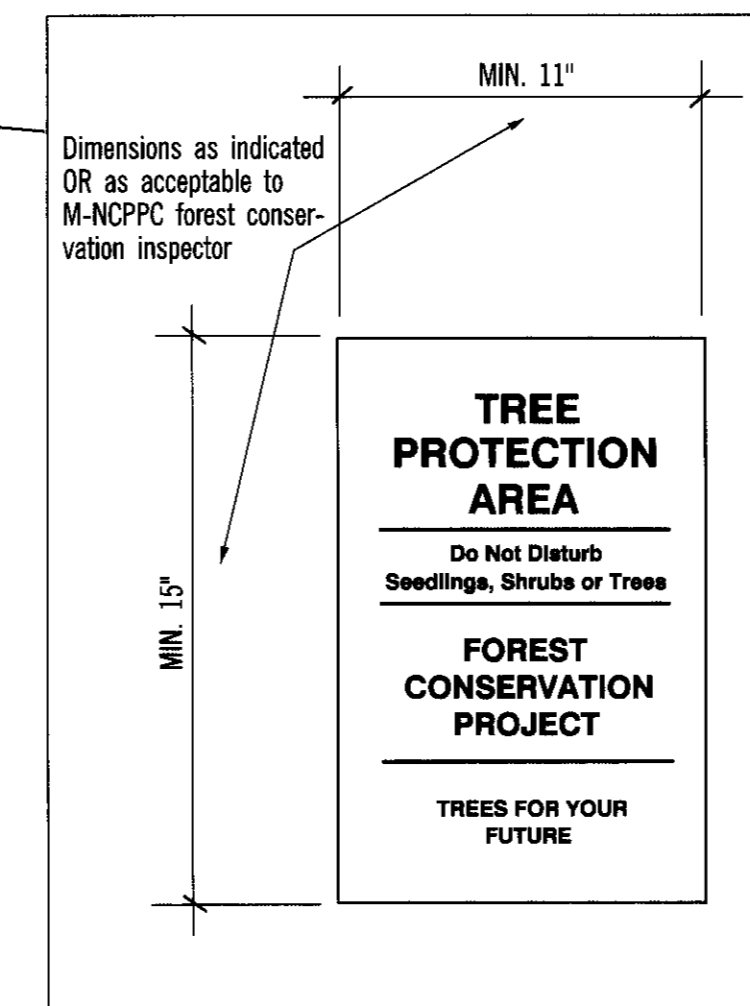 MIN. 11"
Dimensions as indicated
OR as acceptable to
M-NCPPC forest conser-
vation inspector
MIN. 15"
TREE
PROTECTION
AREA
Do Not Disturb
Seedlings, Shrubs or Trees
FOREST
CONSERVATION
PROJECT
TREES FOR YOUR
FUTURE